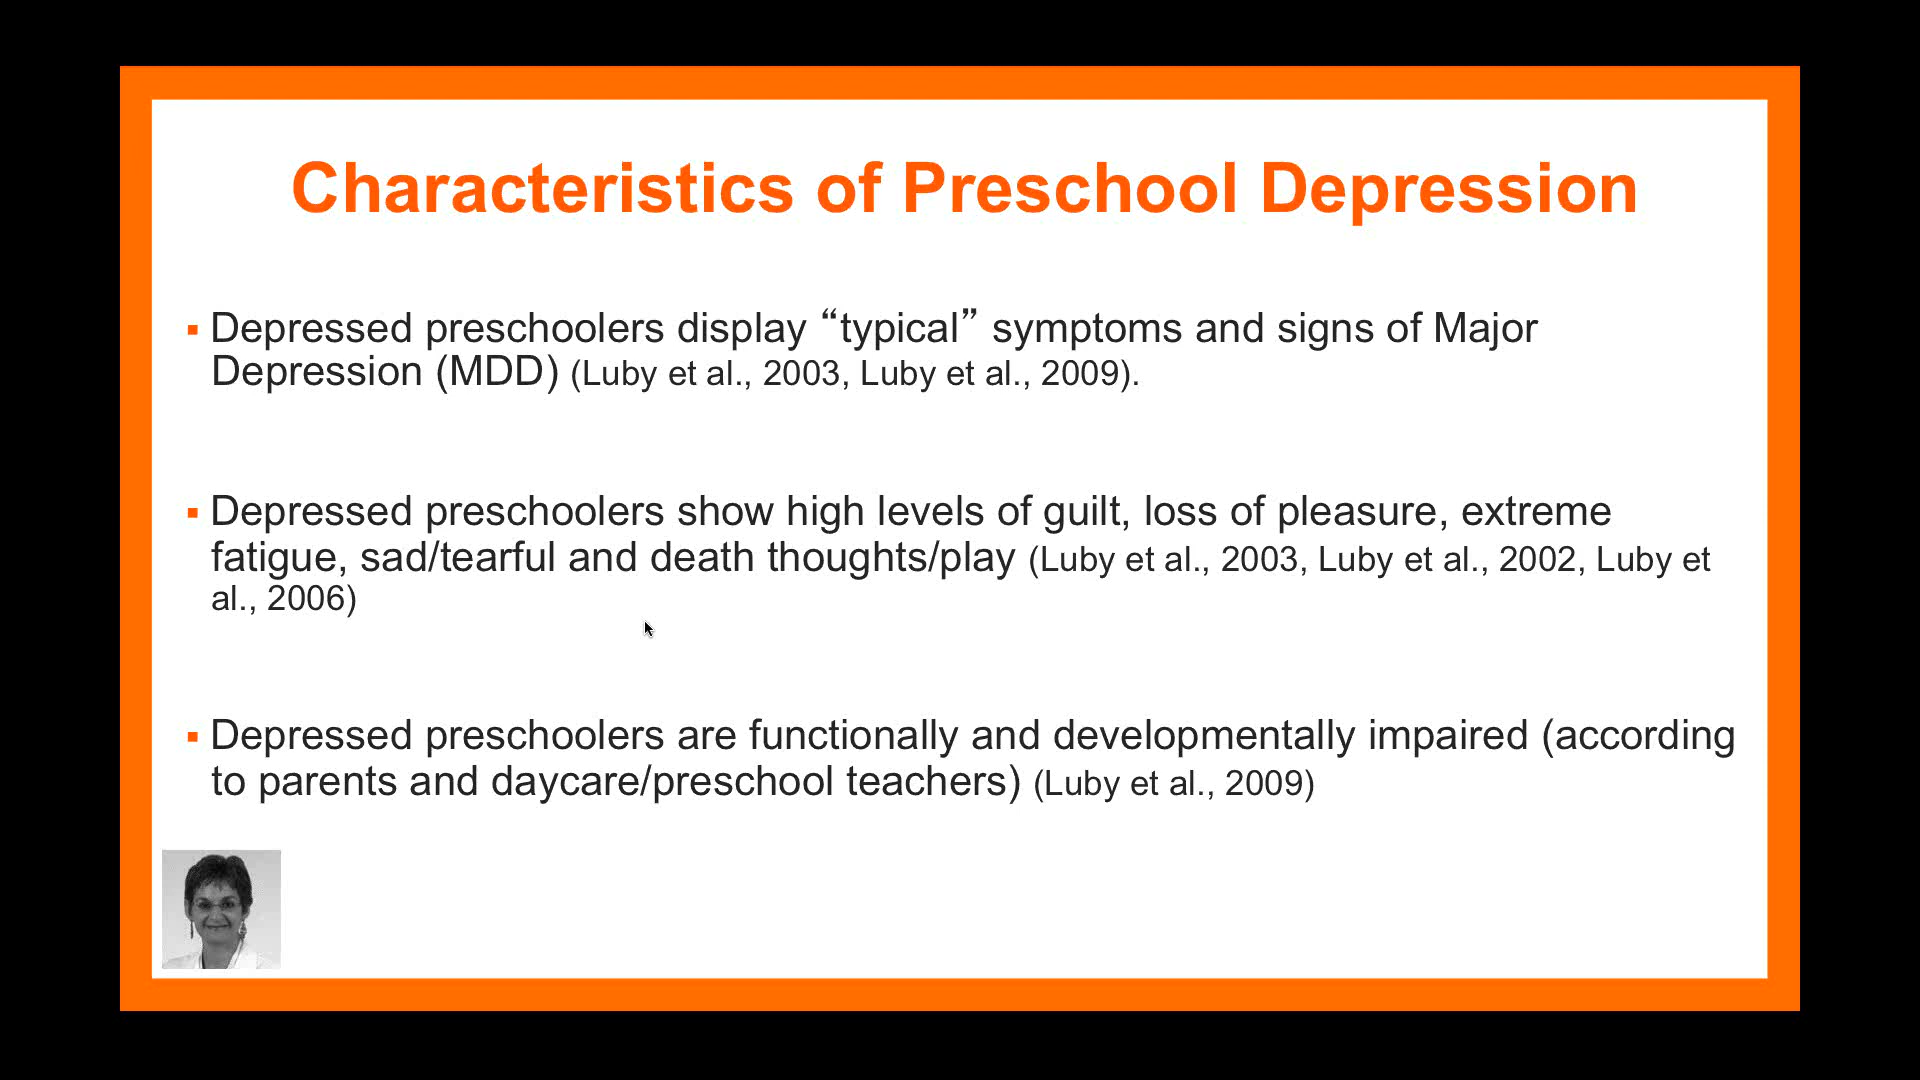 Characteristics of Preschool Depression
▪ Depressed preschoolers display “typical” symptoms and signs of Major
Depression (MDD) (Luby et al., 2003, Luby et al., 2009).
▪ Depressed preschoolers show high levels of guilt, loss of pleasure, extreme
fatigue, sad/tearful and death thoughts/play (Luby et al., 2003, Luby et al., 2002, Luby et
al., 2006)
▪ Depressed preschoolers are functionally and developmentally impaired (according
to parents and daycare/preschool teachers) (Luby et al., 2009)